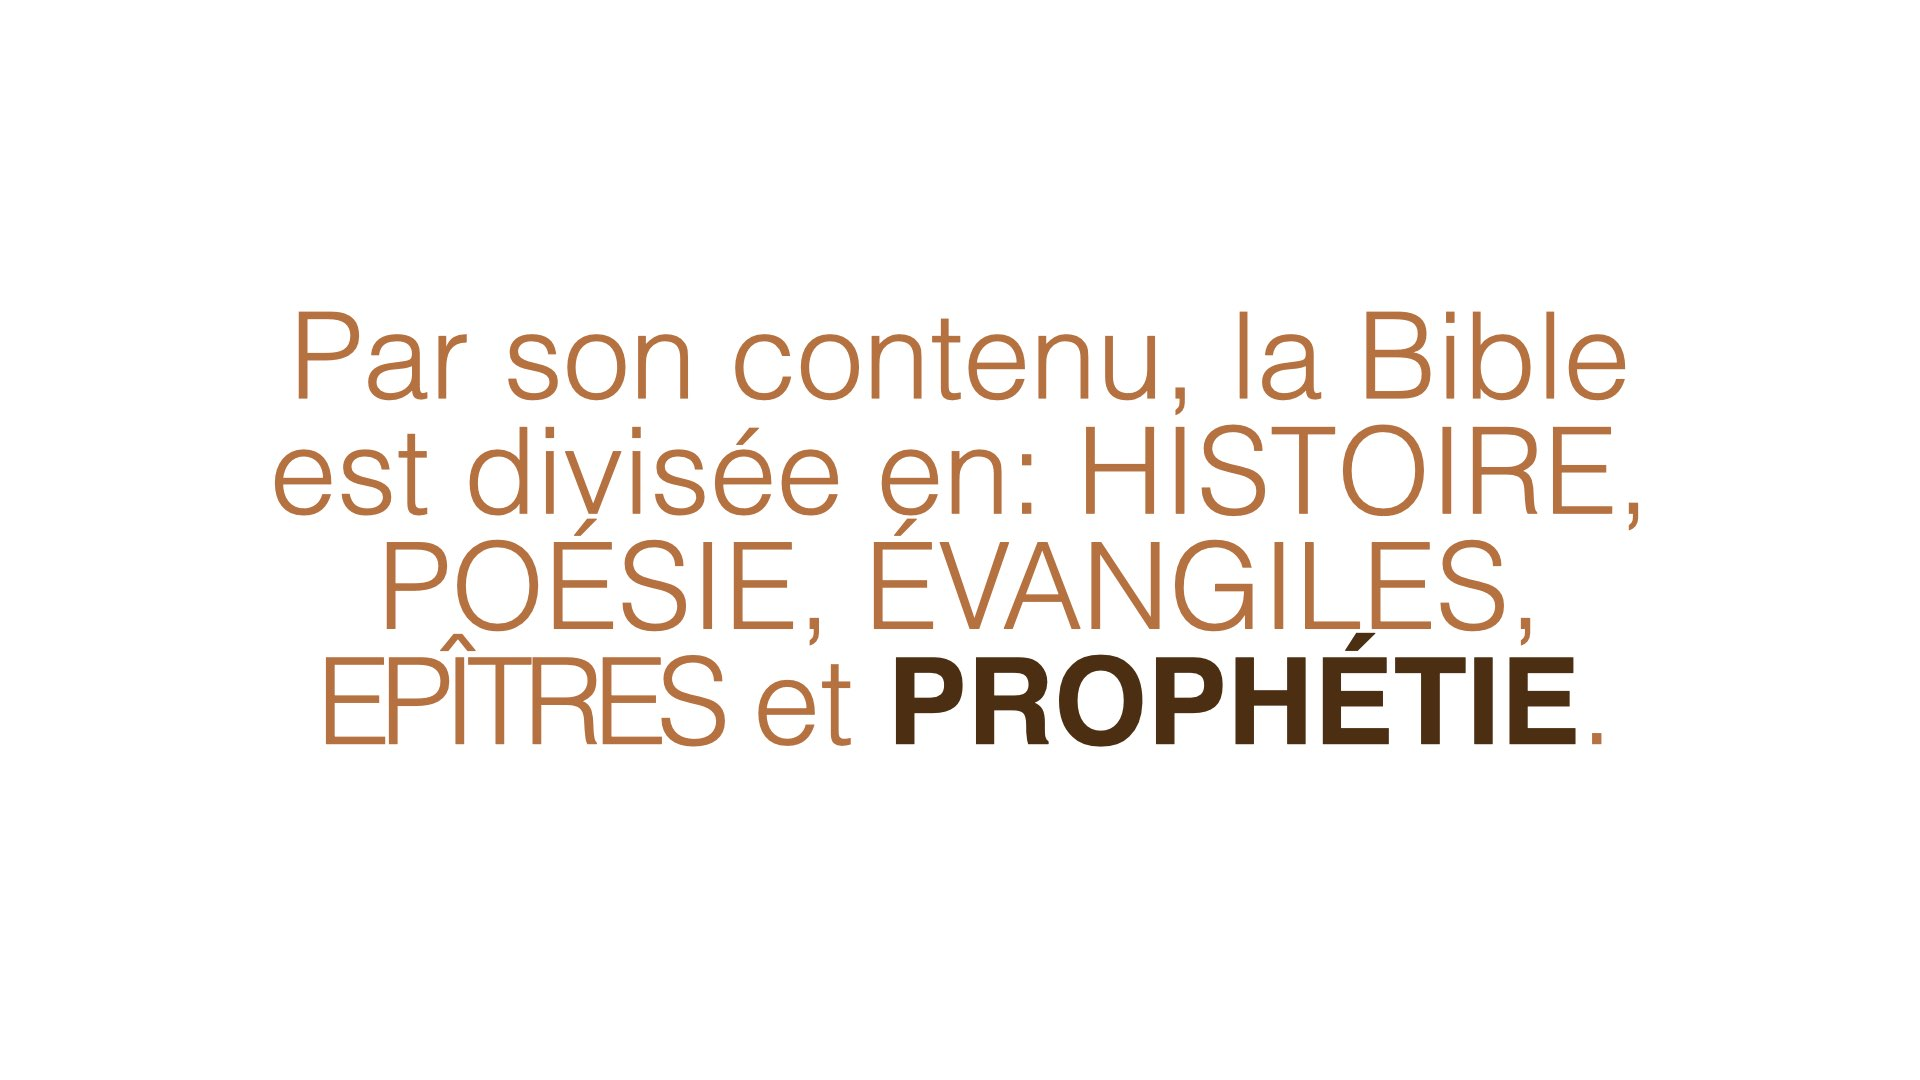 Par son contenu, la Bible
est divisée en: HISTOIRE,
POÉSIE, ÉVANGILES,
EPÎTRES et PROPHÉTIE.